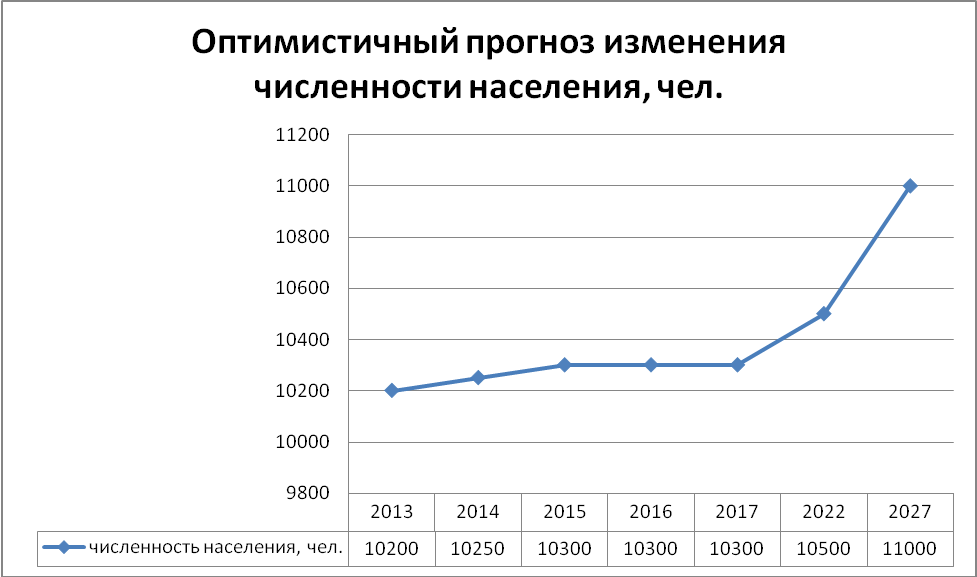 Оптимистичный прогноз изменения
численности населения, чел.
11200
11000
10800
10600
10400
10200
10000
9800
2013 2014 2015 2016 2017 2022 2027
численность населения, чел. 10200 10250 10300 10300 10300 10500 11000